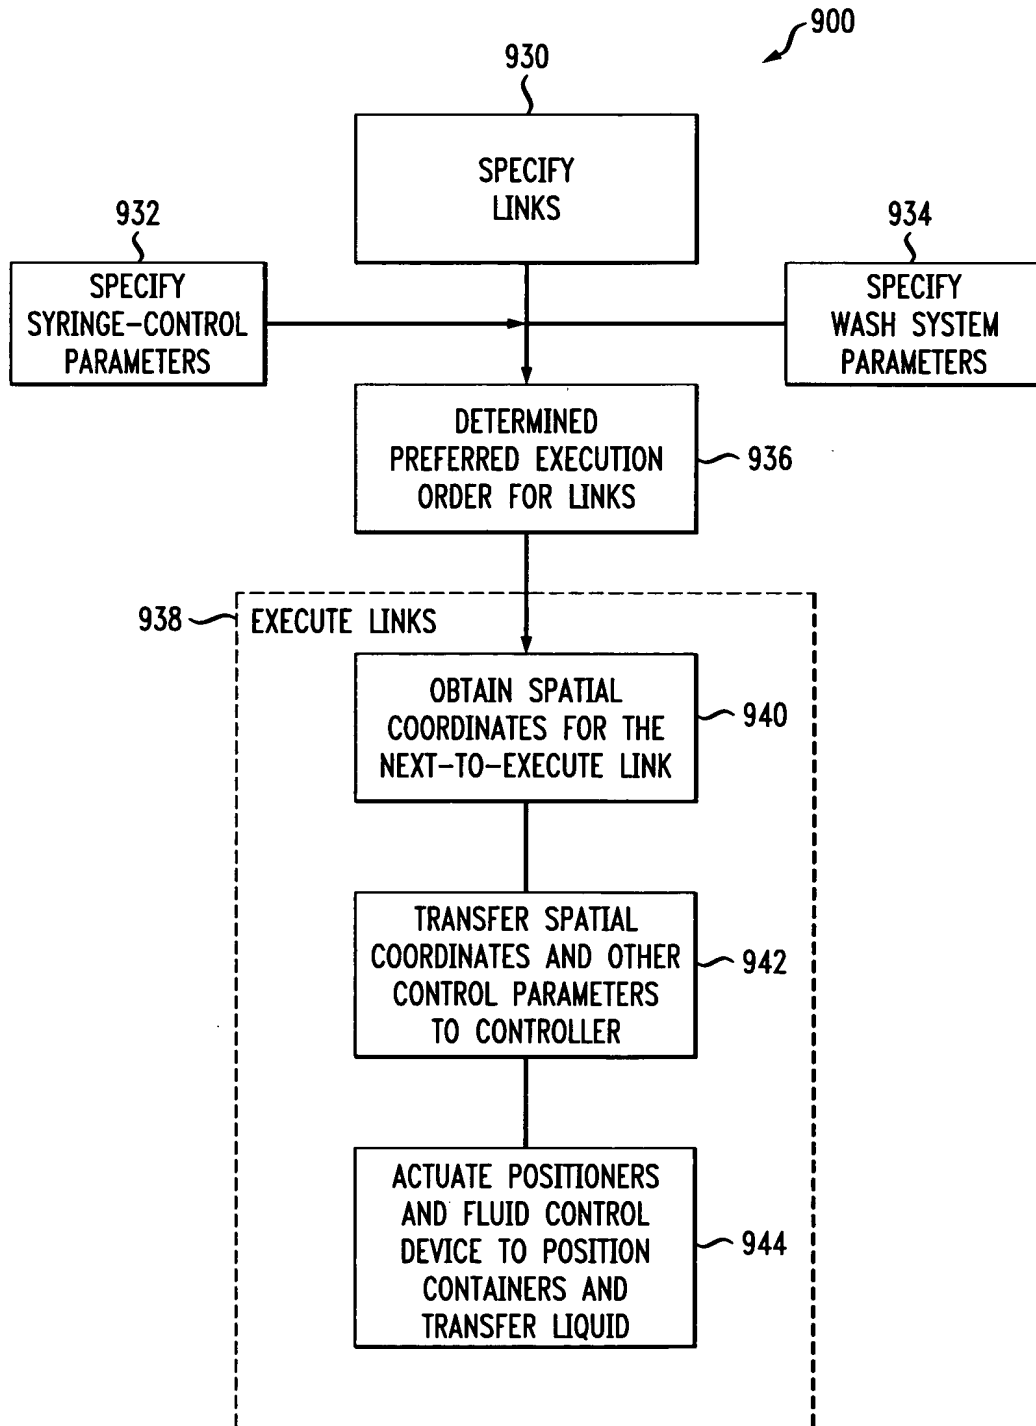 900
930
SPECIFY
LINKS
932
SPECIFY
SYRINGE-CONTROL
PARAMETERS
934
SPECIFY
WASH SYSTEM
PARAMETERS
DETERMINED
PREFERRED EXECUTION
ORDER FOR LINKS
936
938
EXECUTE LINKS
OBTAIN SPATIAL
COORDINATES FOR THE
NEXT-TO-EXECUTE LINK
940
TRANSFER SPATIAL
COORDINATES AND OTHER
CONTROL PARAMETERS
TO CONTROLLER
942
ACTUATE POSITIONERS
AND FLUID CONTROL
DEVICE TO POSITION
CONTAINERS AND
TRANSFER LIQUID
944